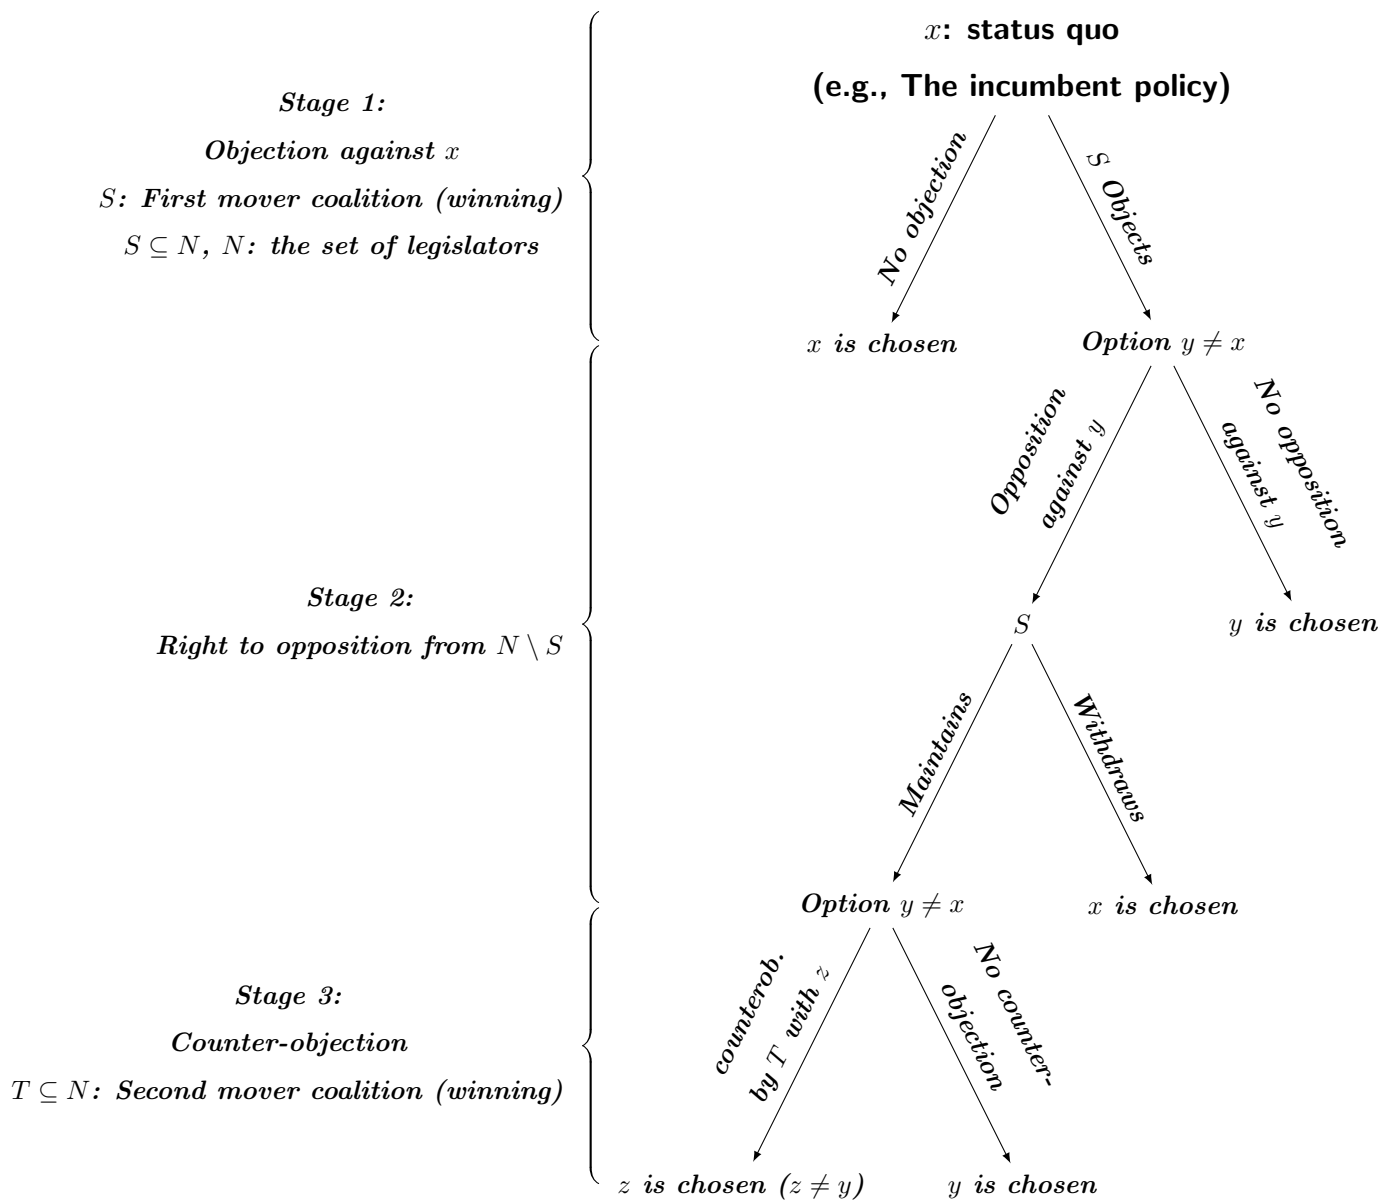 x: status quo
(e.g., The incumbent policy)
Stage 1:
Objection against x
S: First mover coalition (winning)
S ⊆ N, N: the set of legislators
No objection
S Objects
x is chosen
Option y ≠ x
Opposition
against y
No opposition
against y
Stage 2:
Right to opposition from N \ S
S
y is chosen
Maintains
Withdraws
Option y ≠ x
x is chosen
Stage 3:
Counter-objection
T ⊆ N: Second mover coalition (winning)
counterob.
by T with z
No counter-
objection
z is chosen (z ≠ y)
y is chosen